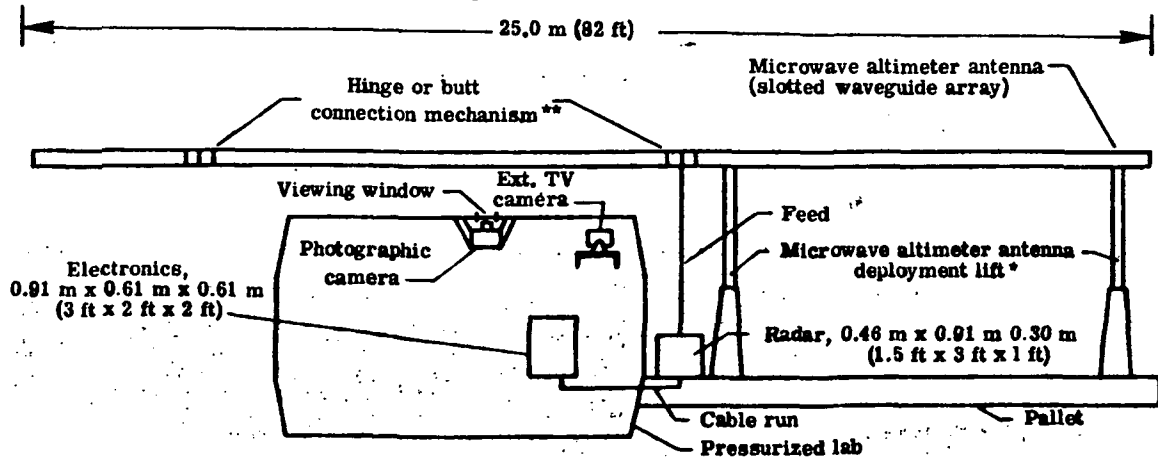 25.0 m (82 ft)
Hinge or butt
connection mechanism**
Microwave altimeter antenna
(slotted waveguide array)
Viewing window
Ext. TV
camera
Photographic
camera
Feed
Microwave altimeter antenna
deployment lift*
Electronics,
0.91 m x 0.61 m x 0.61 m
(3 ft x 2 ft x 2 ft)
Radar, 0.46 m x 0.91 m 0.30 m
(1.5 ft x 3 ft x 1 ft)
Cable run
Pallet
Pressurized lab